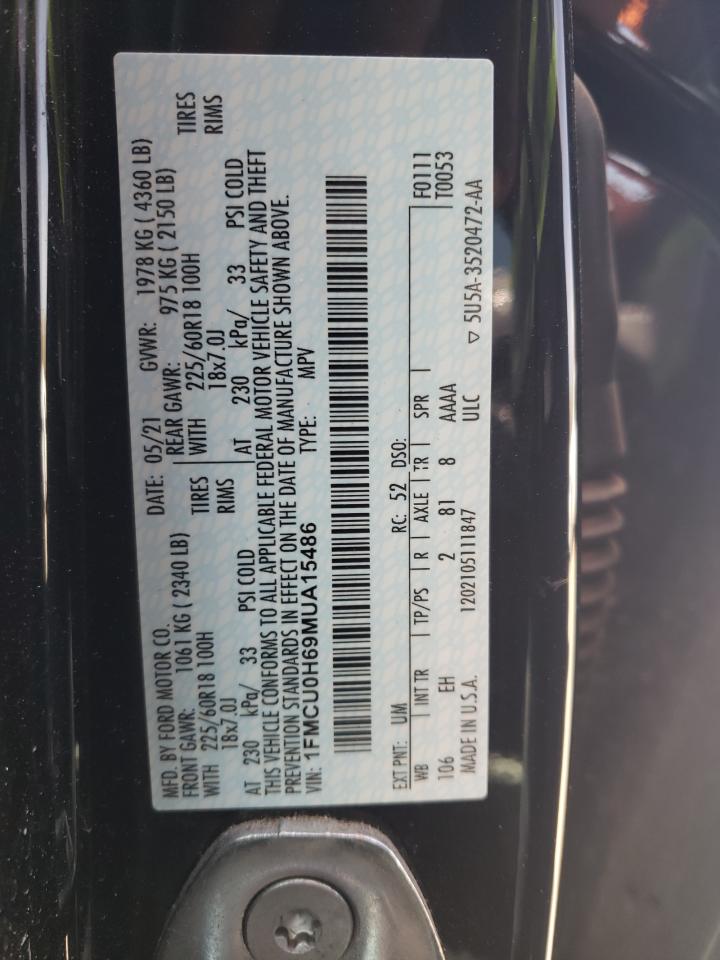 MFD. BY FORD MOTOR CO.
DATE: 05/21
GVWR: 1978 KG ( 4360 LB)
FRONT GAWR: 1061 KG ( 2340 LB)
REAR GAWR: 975 KG ( 2150 LB)
WITH 225/60R18 100H TIRES
WITH 225/60R18 100H TIRES
18x7.0J RIMS
18x7.0J RIMS
AT 230 kPa/ 33 PSI COLD
AT 230 kPa/ 33 PSI COLD
THIS VEHICLE CONFORMS TO ALL APPLICABLE FEDERAL MOTOR VEHICLE SAFETY AND THEFT
PREVENTION STANDARDS IN EFFECT ON THE DATE OF MANUFACTURE SHOWN ABOVE.
VIN: 1FMCU0H69MUA15486
TYPE: MPV
EXT PNT: UM RC: 52 DSO:
F0111
WB INT TR TP/PS R AXLE TR SPR T0053
106 EH 2 81 8 AAAA
MADE IN U.S.A. 1202105111847 ULC
▽ 5U5A-3520472-AA